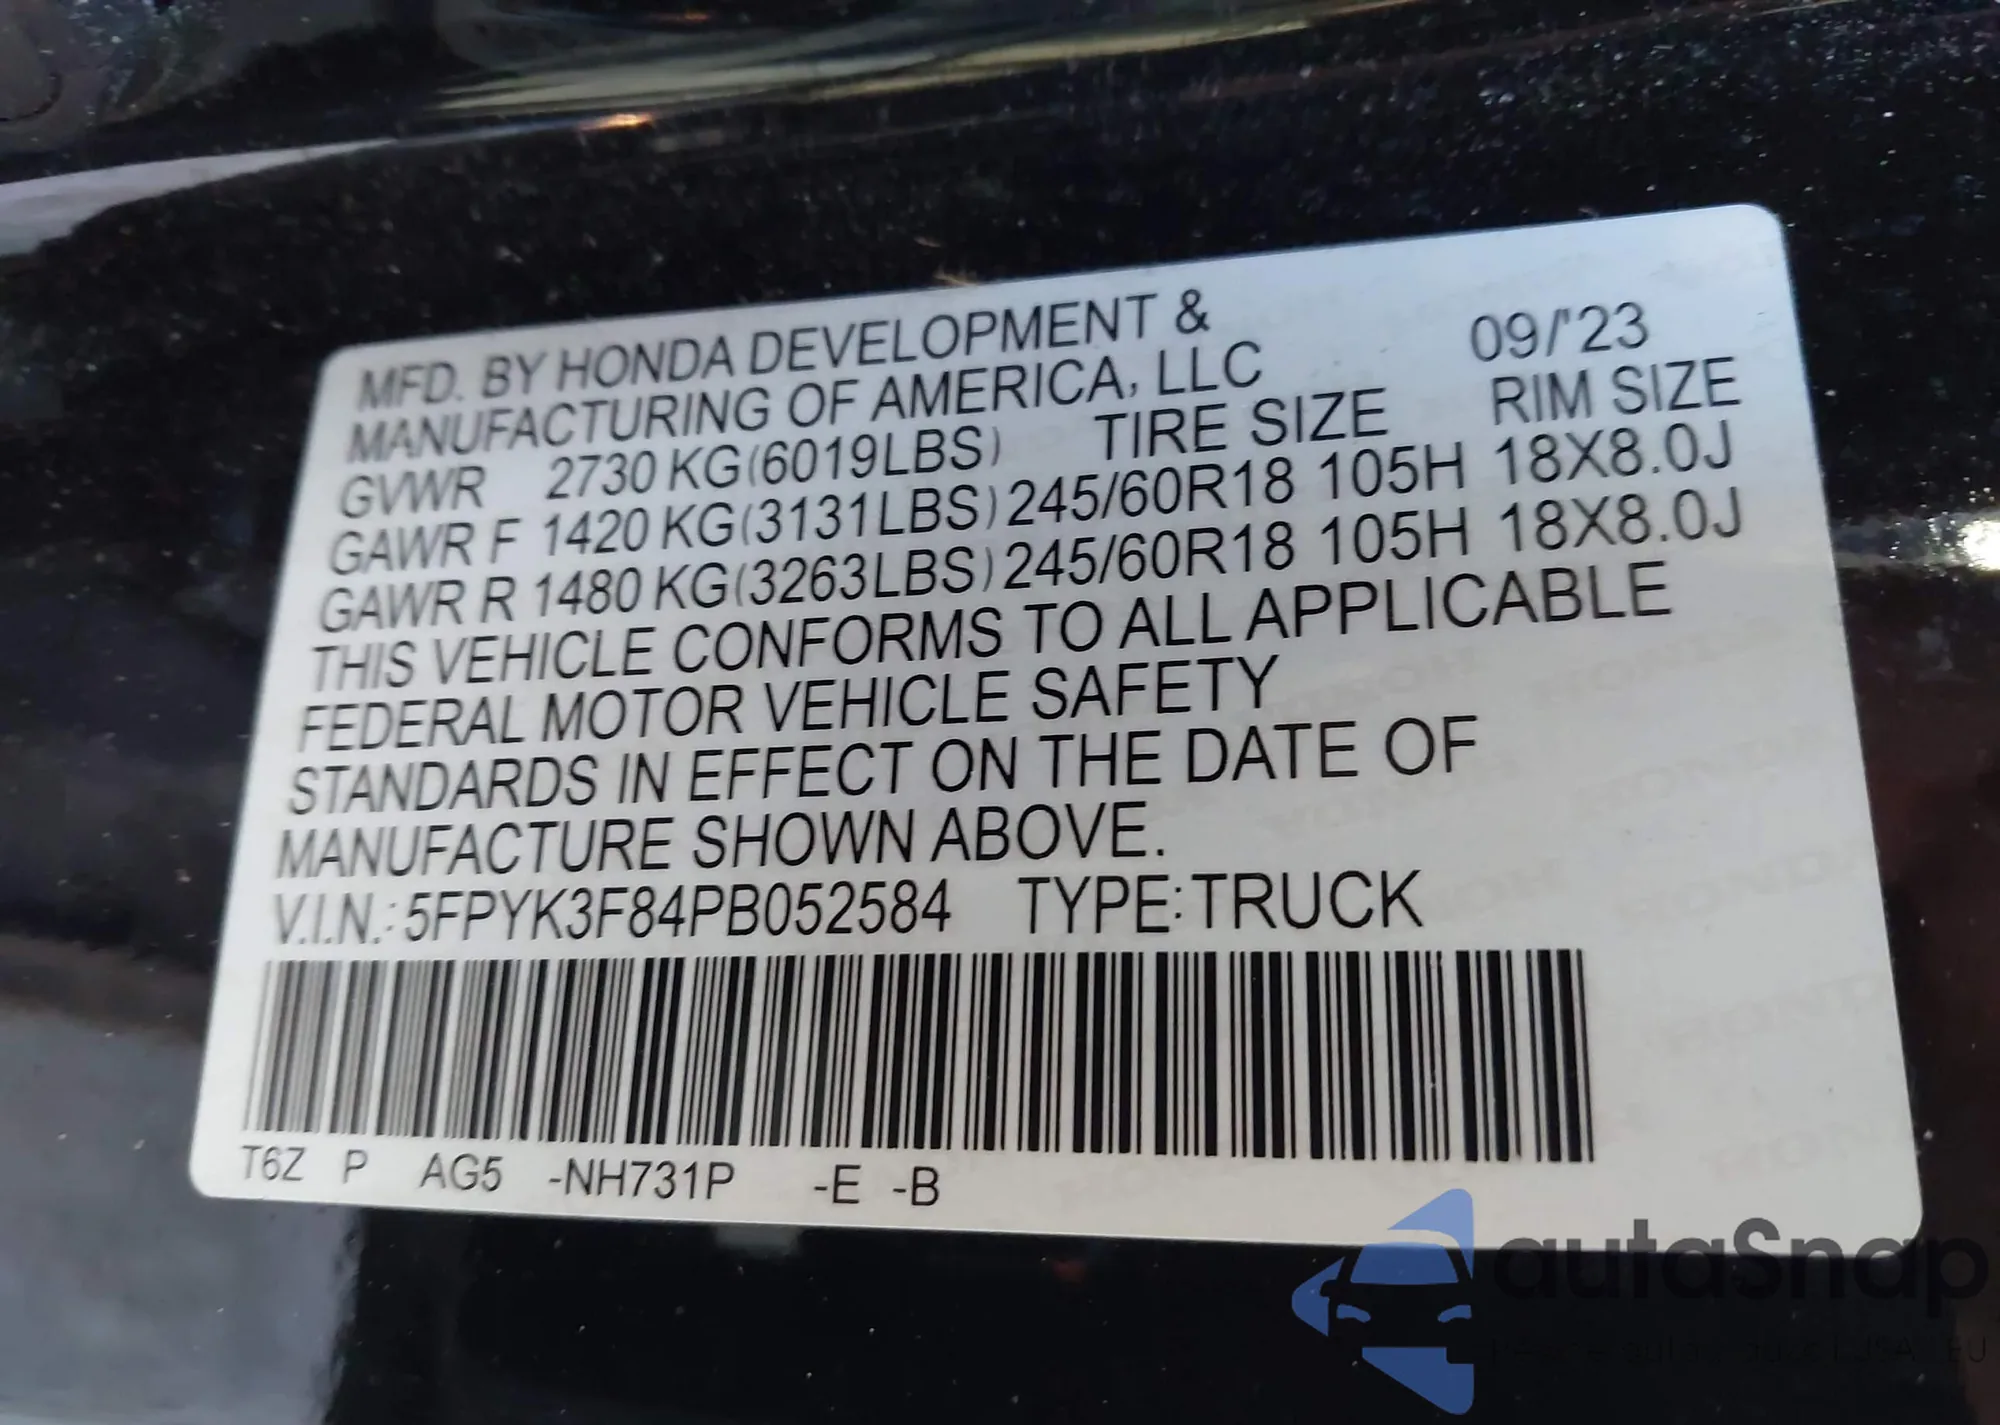 MFD. BY HONDA DEVELOPMENT &
MANUFACTURING OF AMERICA, LLC 09/'23
GVWR 2730 KG(6019LBS) TIRE SIZE RIM SIZE
GAWR F 1420 KG(3131LBS) 245/60R18 105H 18X8.0J
GAWR R 1480 KG(3263LBS) 245/60R18 105H 18X8.0J
THIS VEHICLE CONFORMS TO ALL APPLICABLE
FEDERAL MOTOR VEHICLE SAFETY
STANDARDS IN EFFECT ON THE DATE OF
MANUFACTURE SHOWN ABOVE.
V.I.N.: 5FPYK3F84PB052584 TYPE: TRUCK
T6Z P AG5 -NH731P -E -B
autoSnap